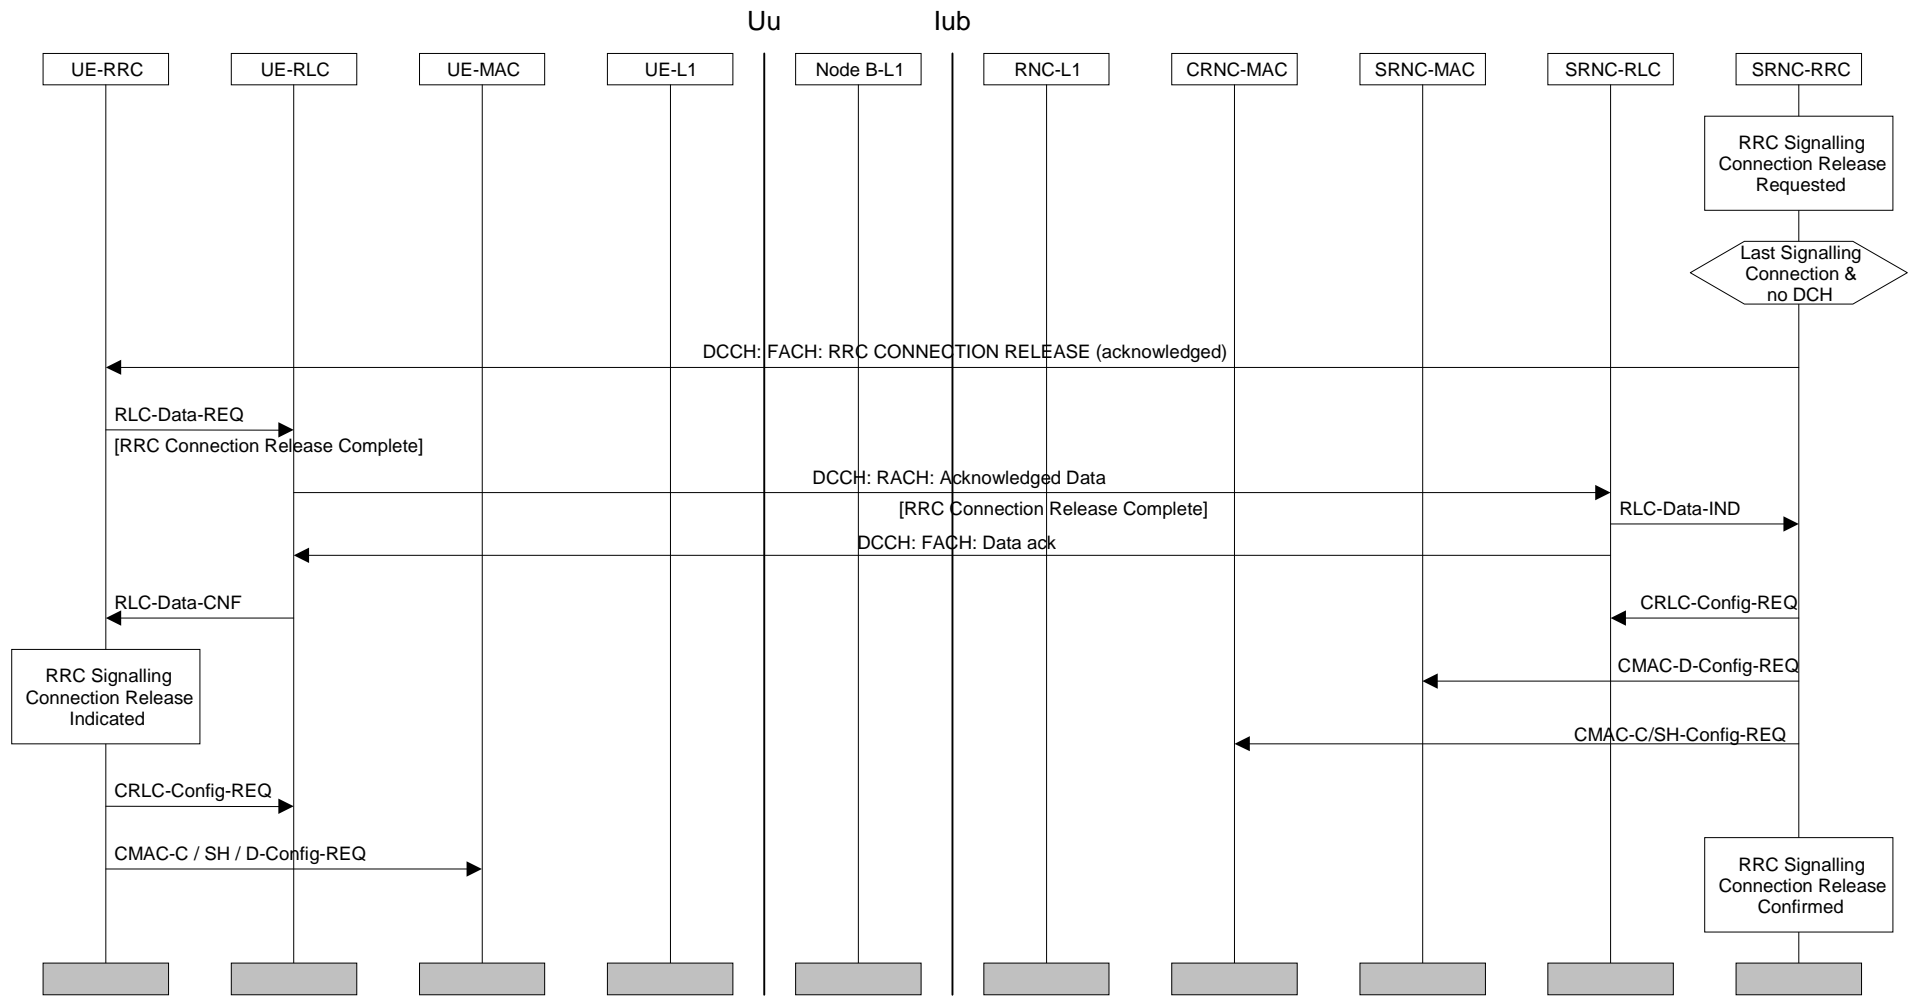 Uu
Iub
UE-RRC
UE-RLC
UE-MAC
UE-L1
Node B-L1
RNC-L1
CRNC-MAC
SRNC-MAC
SRNC-RLC
SRNC-RRC
RRC Signalling
Connection Release
Requested
Last Signalling
Connection &
no DCH
DCCH: FACH: RRC CONNECTION RELEASE (acknowledged)
RLC-Data-REQ
[RRC Connection Release Complete]
DCCH: RACH: Acknowledged Data
[RRC Connection Release Complete]
RLC-Data-IND
DCCH: FACH: Data ack
RLC-Data-CNF
CRLC-Config-REQ
RRC Signalling
Connection Release
Indicated
CMAC-D-Config-REQ
CMAC-C/SH-Config-REQ
CRLC-Config-REQ
CMAC-C / SH / D-Config-REQ
RRC Signalling
Connection Release
Confirmed